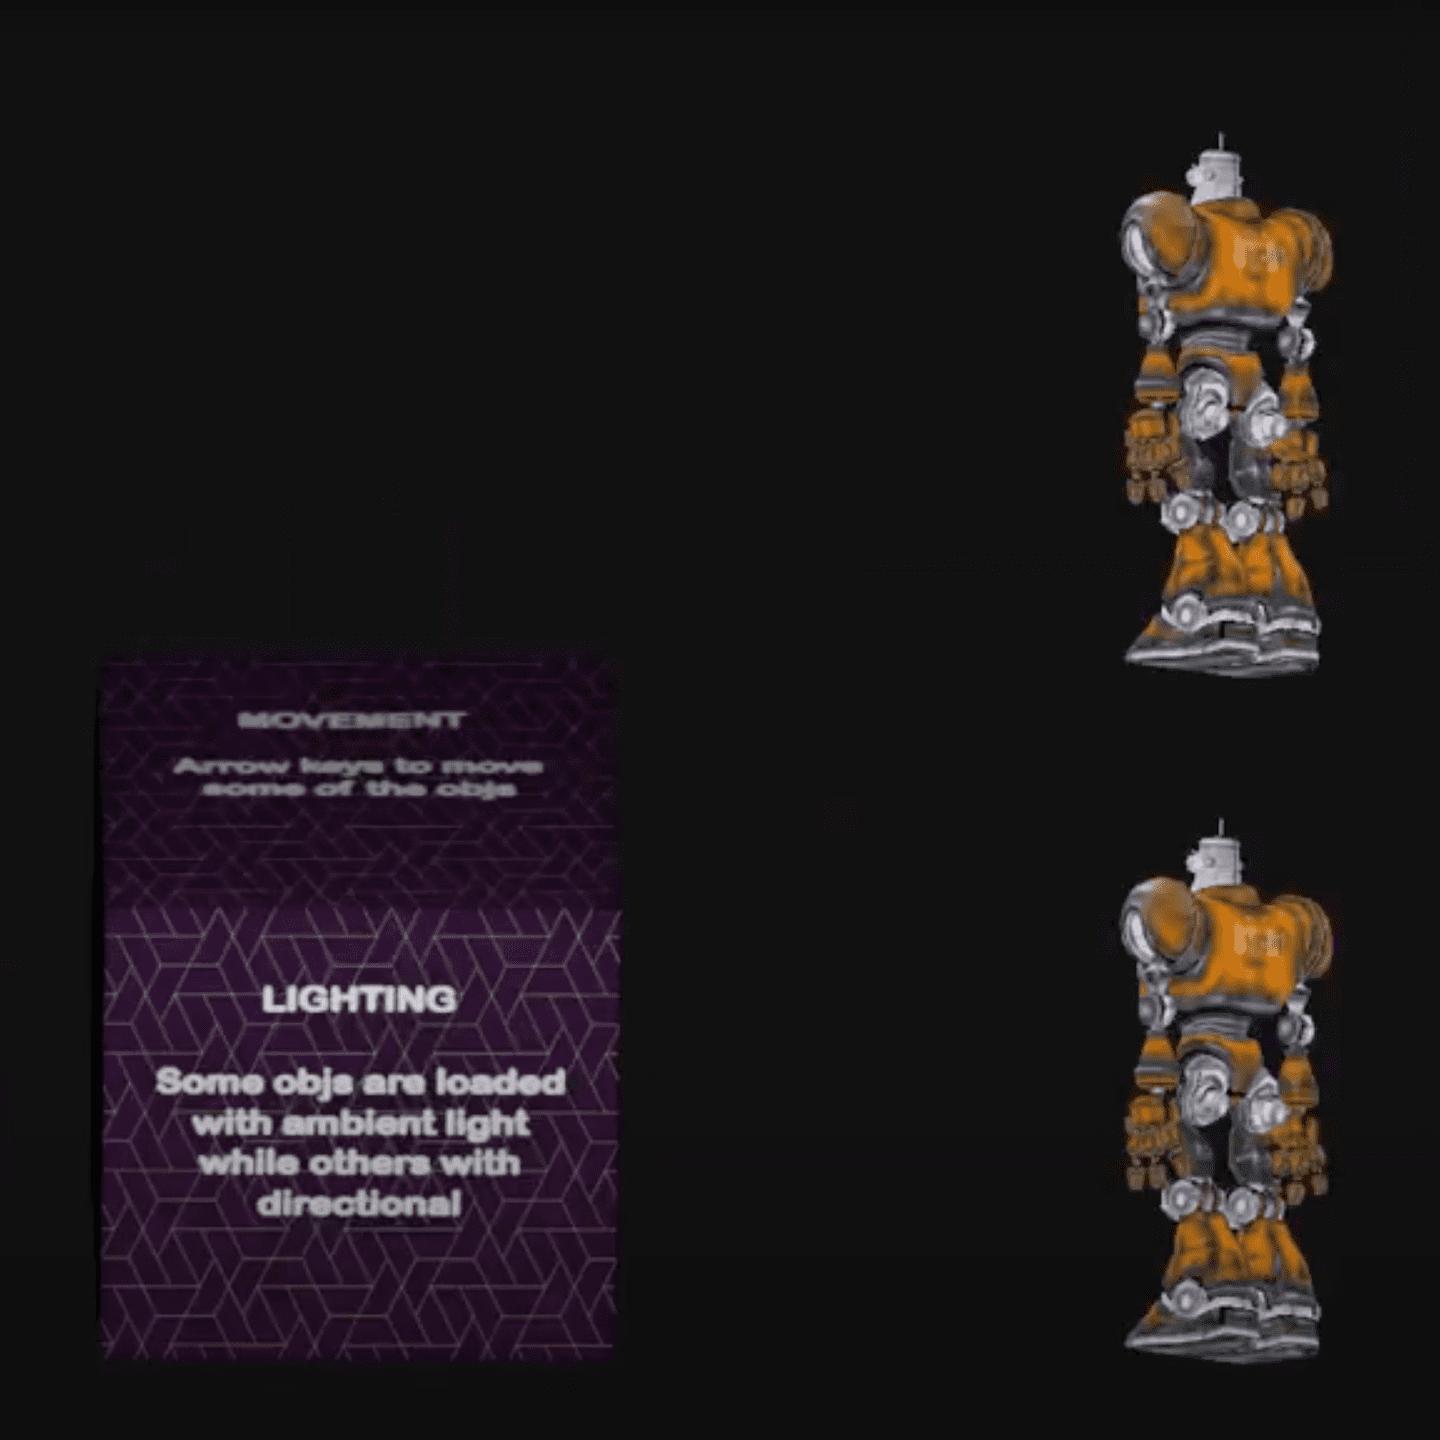 MOVEMENT
Arrow keys to move
some of the objs
LIGHTING
Some objs are loaded
with ambient light
while others with
directional